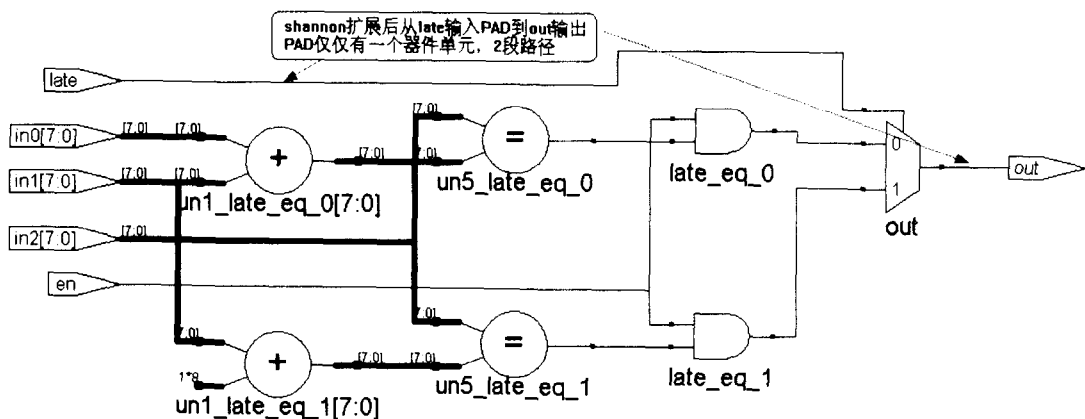 shannon扩展后从late输入PAD到out输出
PAD仅仅有一个器件单元，2段路径
late
in0[7:0]
[7:0]
[7:0]
+
un1_late_eq_0[7:0]
[7:0]
[7:0]
[7:0]
=
un5_late_eq_0
late_eq_0
0
1
out
out
in1[7:0]
[7:0]
[7:0]
in2[7:0]
[7:0]
en
[7:0]
1*8
+
un1_late_eq_1[7:0]
[7:0]
[7:0]
[7:0]
=
un5_late_eq_1
late_eq_1